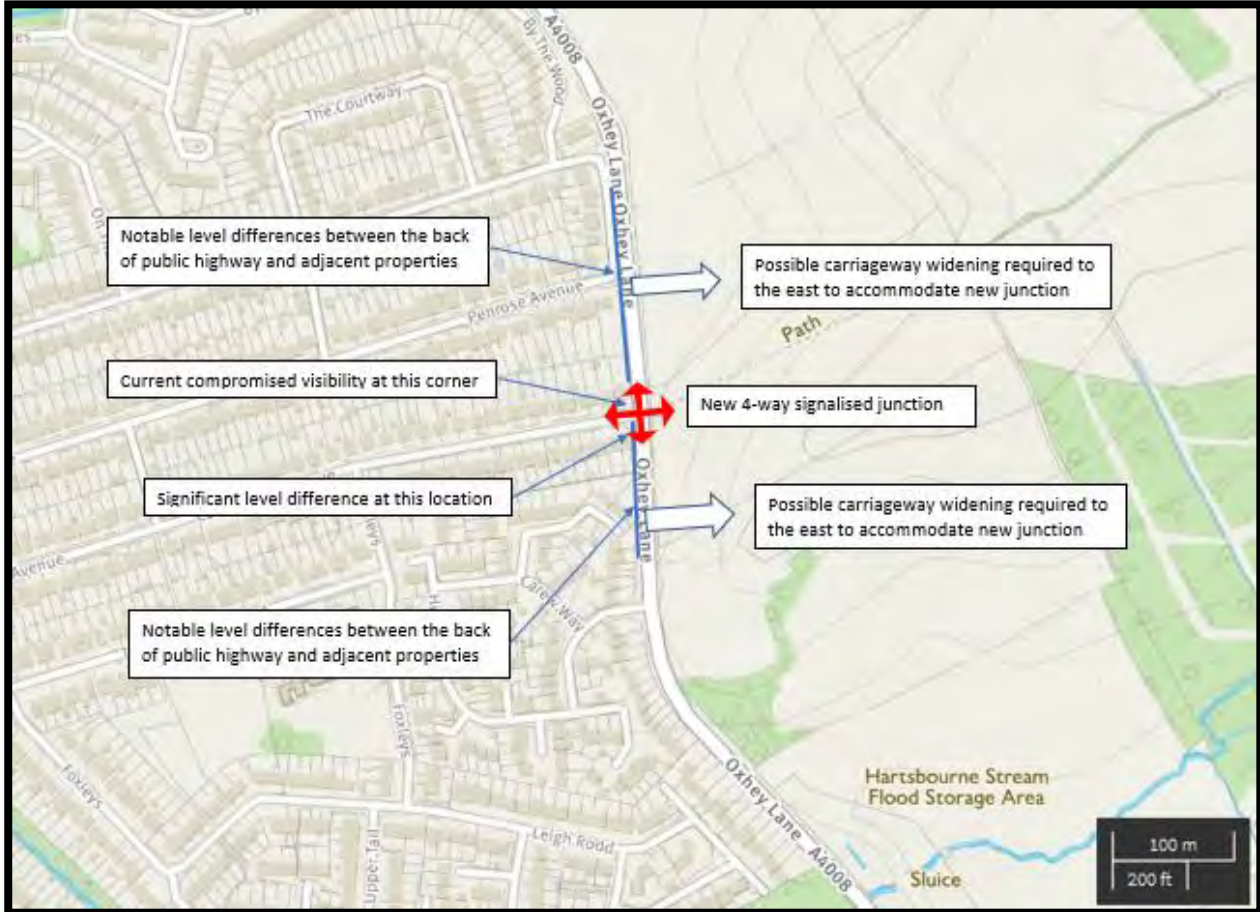 A4008
By The Wood
The Courtway
Oxhey Lane
Oxhey Lane
Notable level differences between the back
of public highway and adjacent properties
Possible carriageway widening required to
the east to accommodate new junction
Penrose Avenue
Path
Current compromised visibility at this corner
New 4-way signalised junction
Significant level difference at this location
Oxhey Lane
Possible carriageway widening required to
the east to accommodate new junction
Avenue
Carew Way
Notable level differences between the back
of public highway and adjacent properties
Foxleys
Foxleys
Oxhey Lane A4008
Hartsbourne Stream
Flood Storage Area
Leigh Rodd
Upper Tail
Sluice
100 m
200 ft